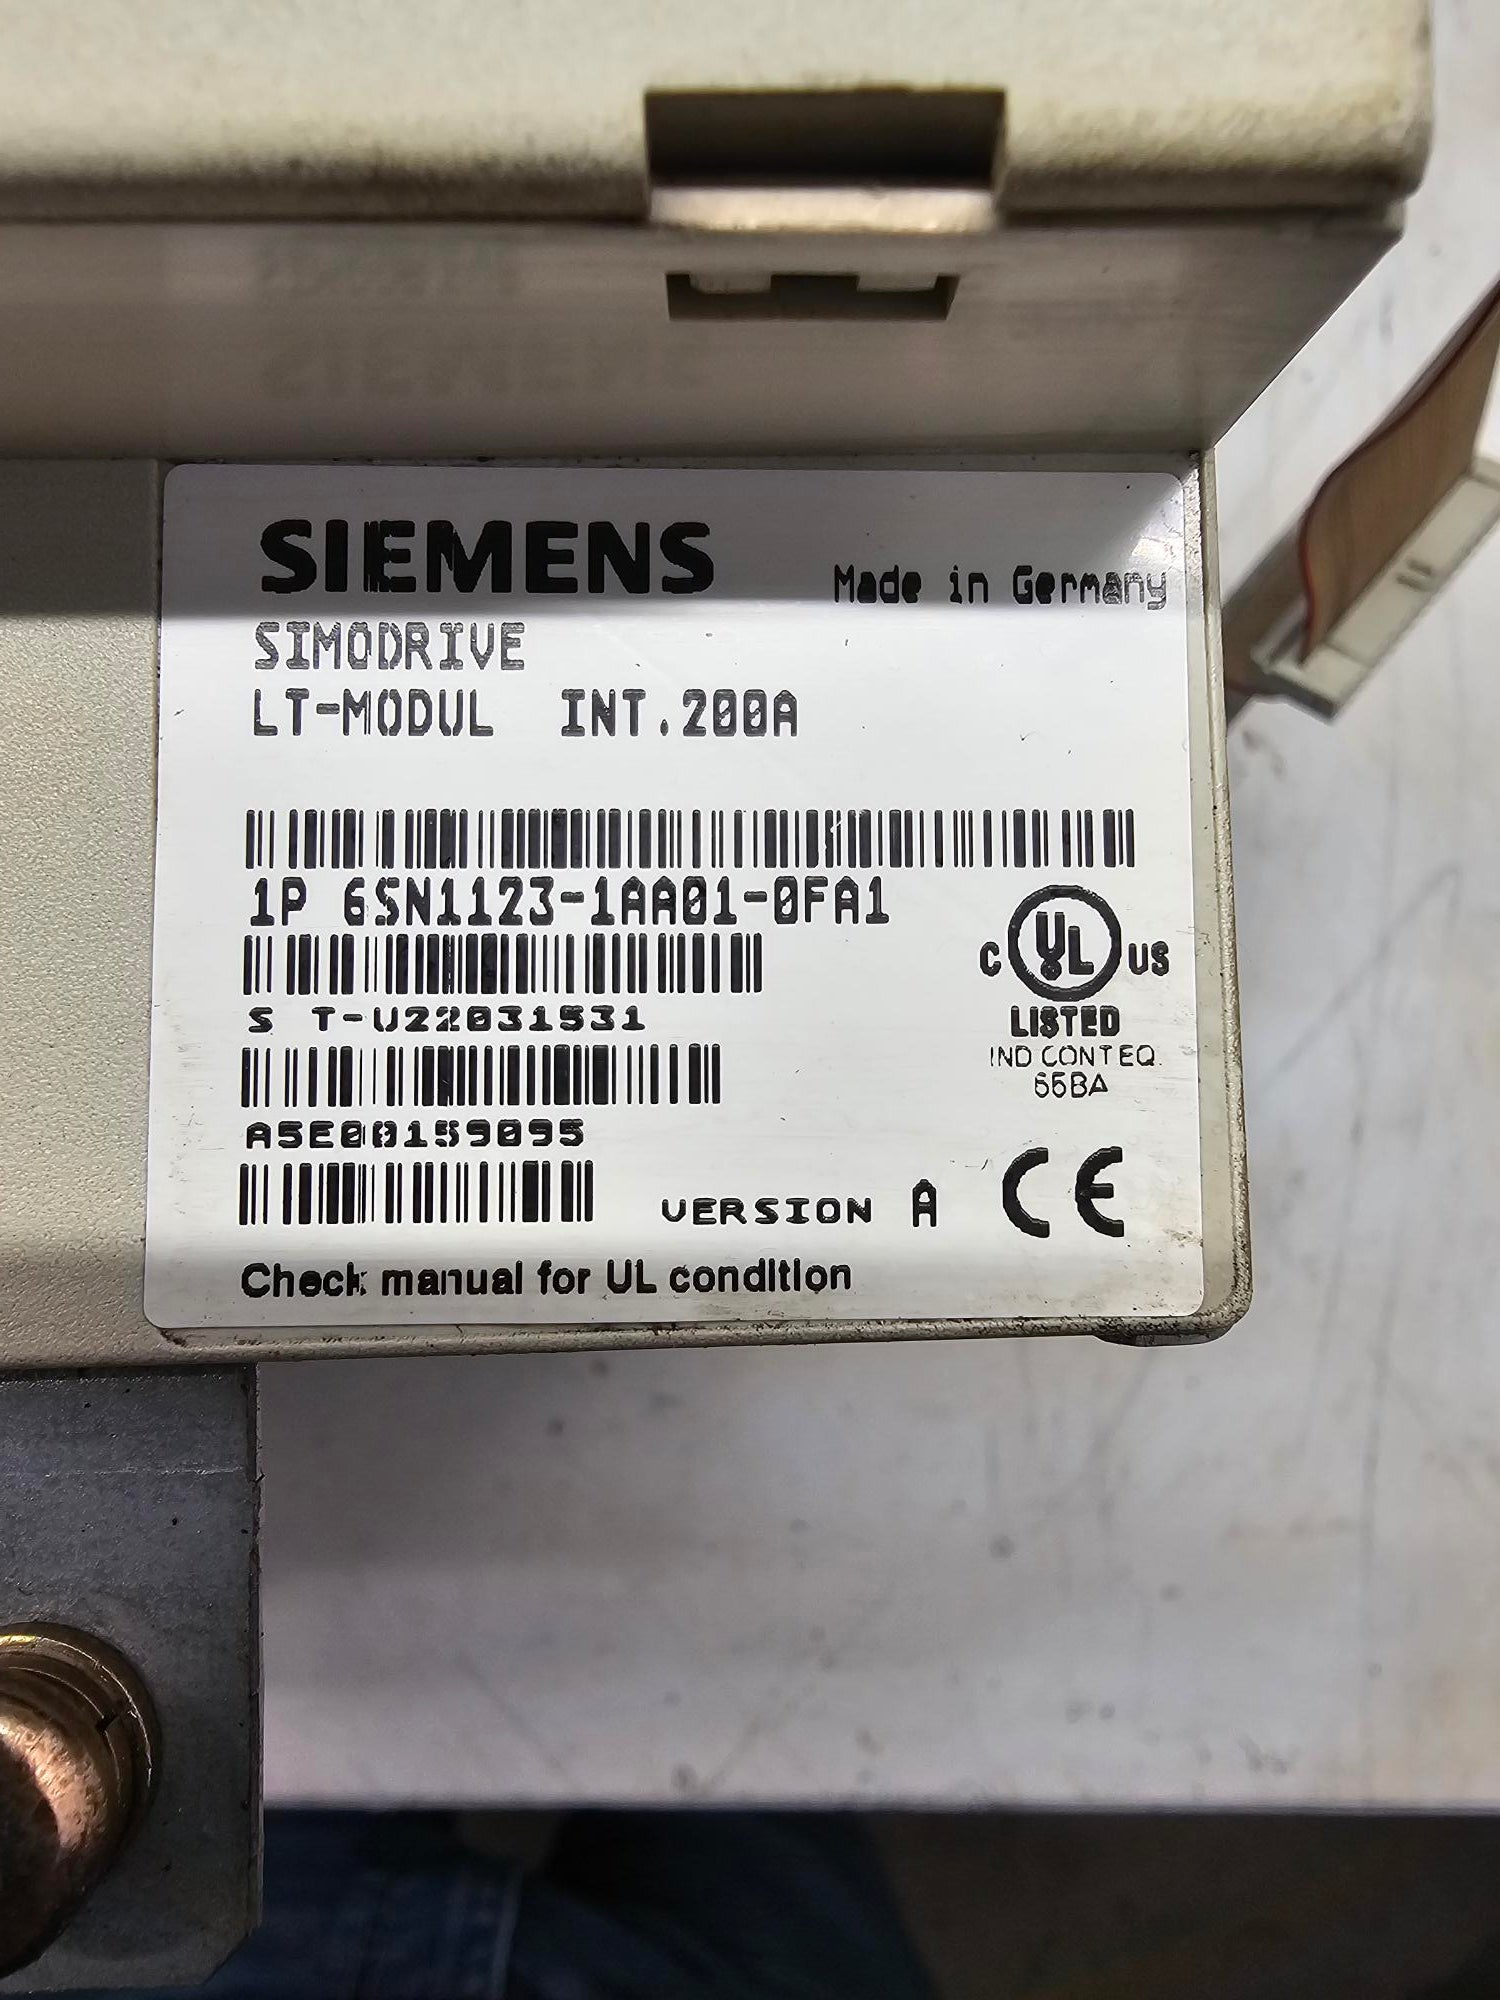 SIEMENS
Made in Germany
SIMODRIVE
LT-MODUL INT.200A
1P 6SN1123-1AA01-0FA1
S T-U22031531
C UL US
LISTED
IND CONT EQ.
66BA
A5E00159095
VERSION A CE
Check manual for UL condition